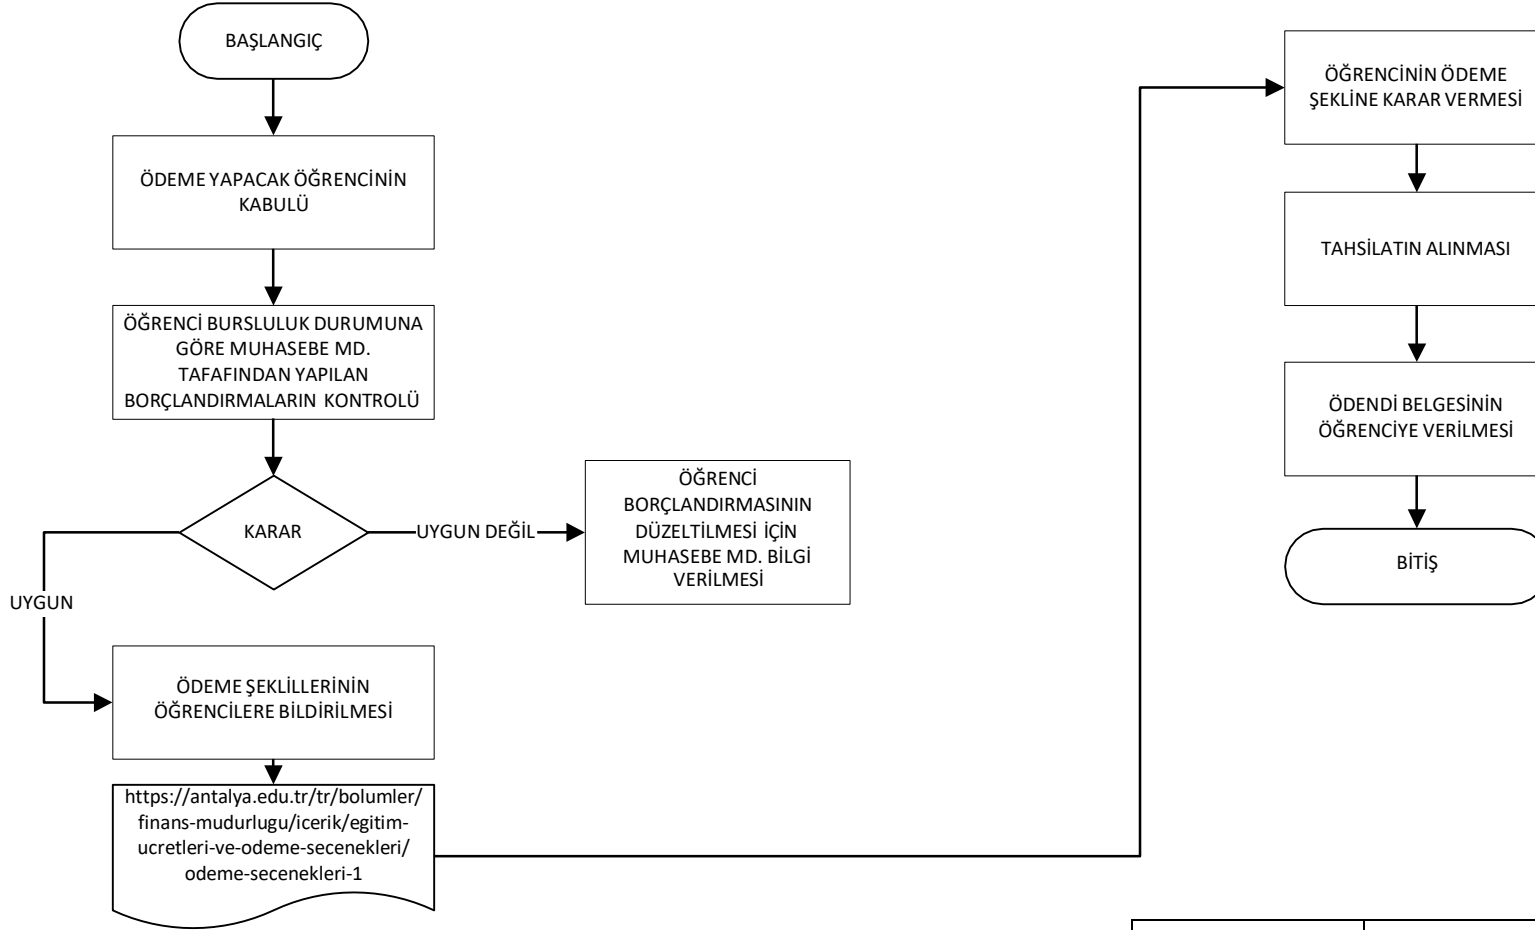 BAŞLANGIÇ
ÖDEME YAPACAK ÖĞRENCİNİN
KABULÜ
ÖĞRENCİ BURSLULUK DURUMUNA
GÖRE MUHASEBE MD.
TAFAFINDAN YAPILAN
BORÇLANDIRMALARIN KONTROLÜ
KARAR
UYGUN DEĞİL
ÖĞRENCİ
BORÇLANDIRMASININ
DÜZELTİLMESİ İÇİN
MUHASEBE MD. BİLGİ
VERİLMESİ
UYGUN
ÖDEME ŞEKLİLLERİNİN
ÖĞRENCİLERE BİLDİRİLMESİ
https://antalya.edu.tr/tr/bolumler/
finans-mudurlugu/icerik/egitim-
ucretleri-ve-odeme-secenekleri/
odeme-secenekleri-1
ÖĞRENCİNİN ÖDEME
ŞEKLİNE KARAR VERMESİ
TAHSİLATIN ALINMASI
ÖDENDİ BELGESİNİN
ÖĞRENCİYE VERİLMESİ
BİTİŞ